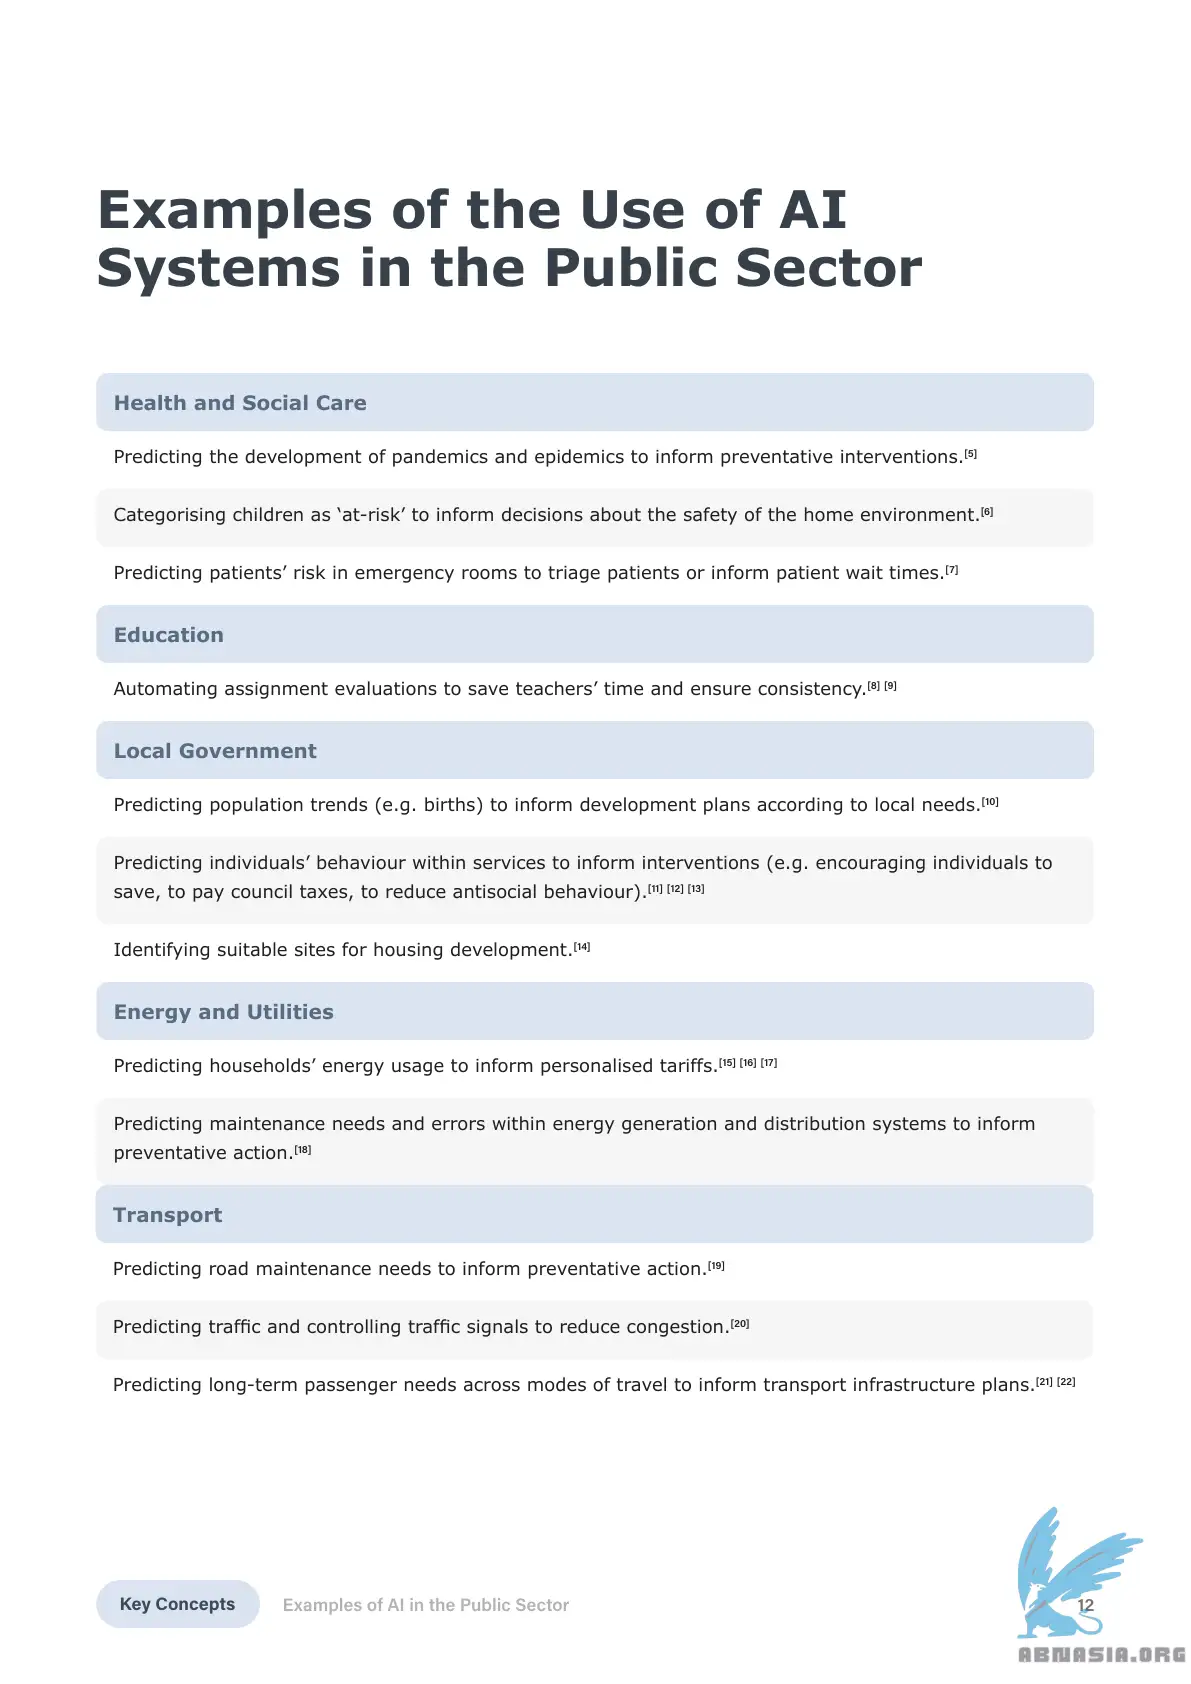 Examples of the Use of AI
Systems in the Public Sector
Health and Social Care
Predicting the development of pandemics and epidemics to inform preventative interventions.[5]
Categorising children as ‘at-risk’ to inform decisions about the safety of the home environment.[6]
Predicting patients’ risk in emergency rooms to triage patients or inform patient wait times.[7]
Education
Automating assignment evaluations to save teachers’ time and ensure consistency.[8] [9]
Local Government
Predicting population trends (e.g. births) to inform development plans according to local needs.[10]
Predicting individuals’ behaviour within services to inform interventions (e.g. encouraging individuals to
save, to pay council taxes, to reduce antisocial behaviour).[11] [12] [13]
Identifying suitable sites for housing development.[14]
Energy and Utilities
Predicting households’ energy usage to inform personalised tariffs.[15] [16] [17]
Predicting maintenance needs and errors within energy generation and distribution systems to inform
preventative action.[18]
Transport
Predicting road maintenance needs to inform preventative action.[19]
Predicting traffic and controlling traffic signals to reduce congestion.[20]
Predicting long-term passenger needs across modes of travel to inform transport infrastructure plans.[21] [22]
Key Concepts Examples of AI in the Public Sector 12
ABNASIA.ORG